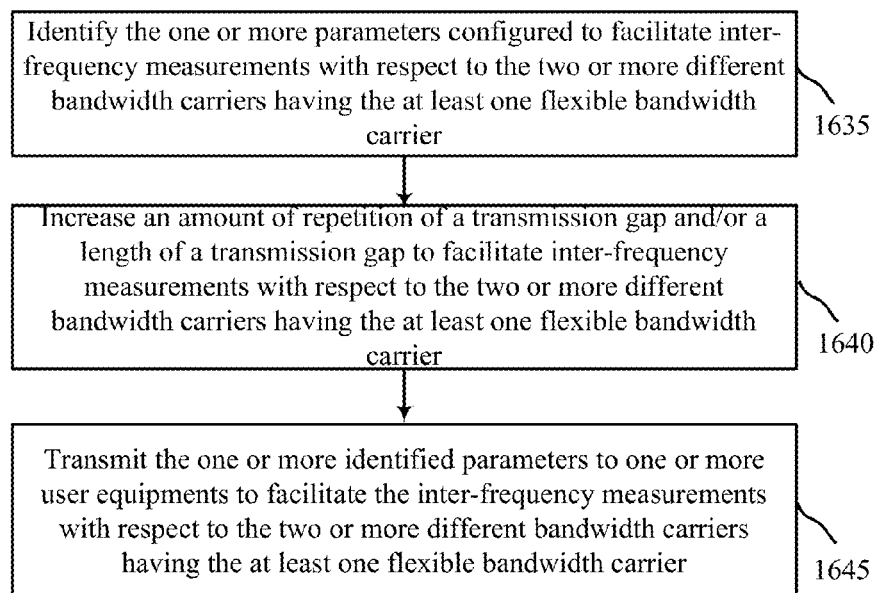 Identify the one or more parameters configured to facilitate inter-
frequency measurements with respect to the two or more different
bandwidth carriers having the at least one flexible bandwidth
carrier
1635
Increase an amount of repetition of a transmission gap and/or a
length of a transmission gap to facilitate inter-frequency
measurements with respect to the two or more different
bandwidth carriers having the at least one flexible bandwidth
carrier
1640
Transmit the one or more identified parameters to one or more
user equipments to facilitate the inter-frequency measurements
with respect to the two or more different bandwidth carriers
having the at least one flexible bandwidth carrier
1645